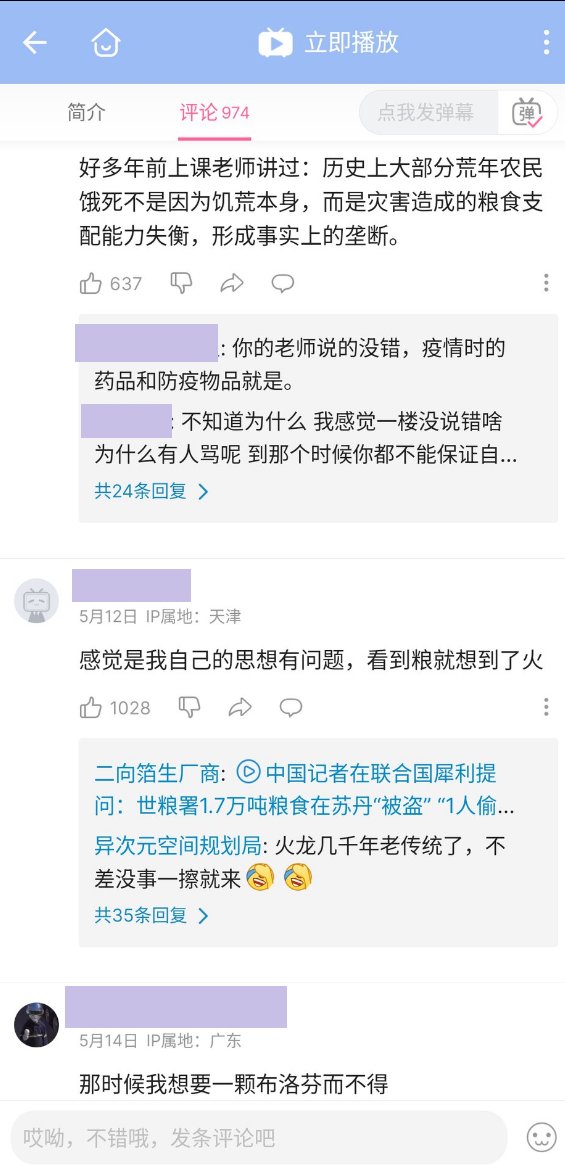 立即播放
简介
评论 974
点我发弹幕
弹
好多年前上课老师讲过：历史上大部分荒年农民
饿死不是因为饥荒本身，而是灾害造成的粮食支
配能力失衡，形成事实上的垄断。
637
: 你的老师说的没错，疫情时的
药品和防疫物品就是。
: 不知道为什么 我感觉一楼没说错啥
为什么有人骂呢 到那个时候你都不能保证自...
共24条回复
5月12日 IP属地：天津
感觉是我自己的思想有问题，看到粮就想到了火
1028
二向箔生厂商: 中国记者在联合国犀利提
问：世粮署1.7万吨粮食在苏丹“被盗” “1人偷...
异次元空间规划局: 火龙几千年老传统了，不
差没事一擦就来
共35条回复
5月14日 IP属地：广东
那时候我想要一颗布洛芬而不得
哎呦，不错哦，发条评论吧